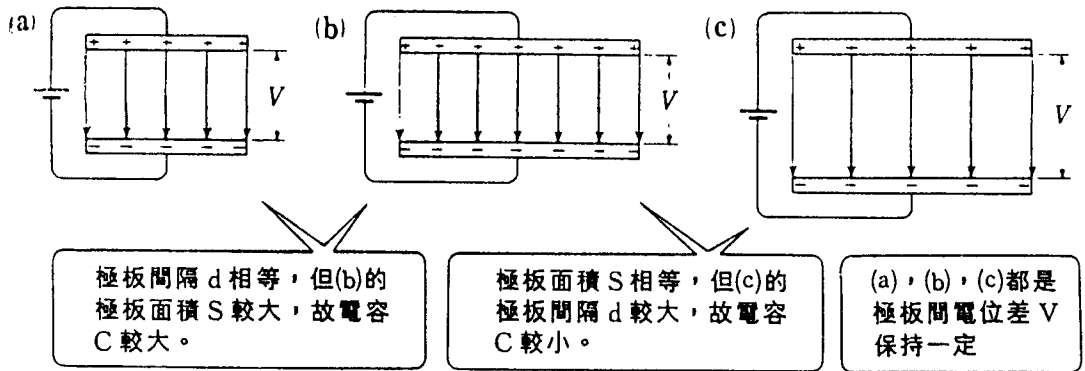 (a)
(b)
(c)
+ + + + +
+ + + + + + +
V
V
V
− − − − −
− − − − − − −
− − − − −
極板間隔 d 相等，但(b)的
極板面積 S 較大，故電容
C 較大。
極板面積 S 相等，但(c)的
極板間隔 d 較大，故電容
C 較小。
(a)，(b)，(c)都是
極板間電位差 V
保持一定